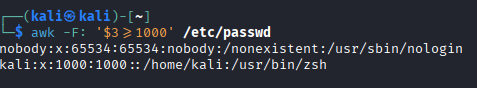 ┌──(kali㉿kali)-[~]
└─$ awk -F: '$3>=1000' /etc/passwd
nobody:x:65534:65534:nobody:/nonexistent:/usr/sbin/nologin
kali:x:1000:1000::/home/kali:/usr/bin/zsh